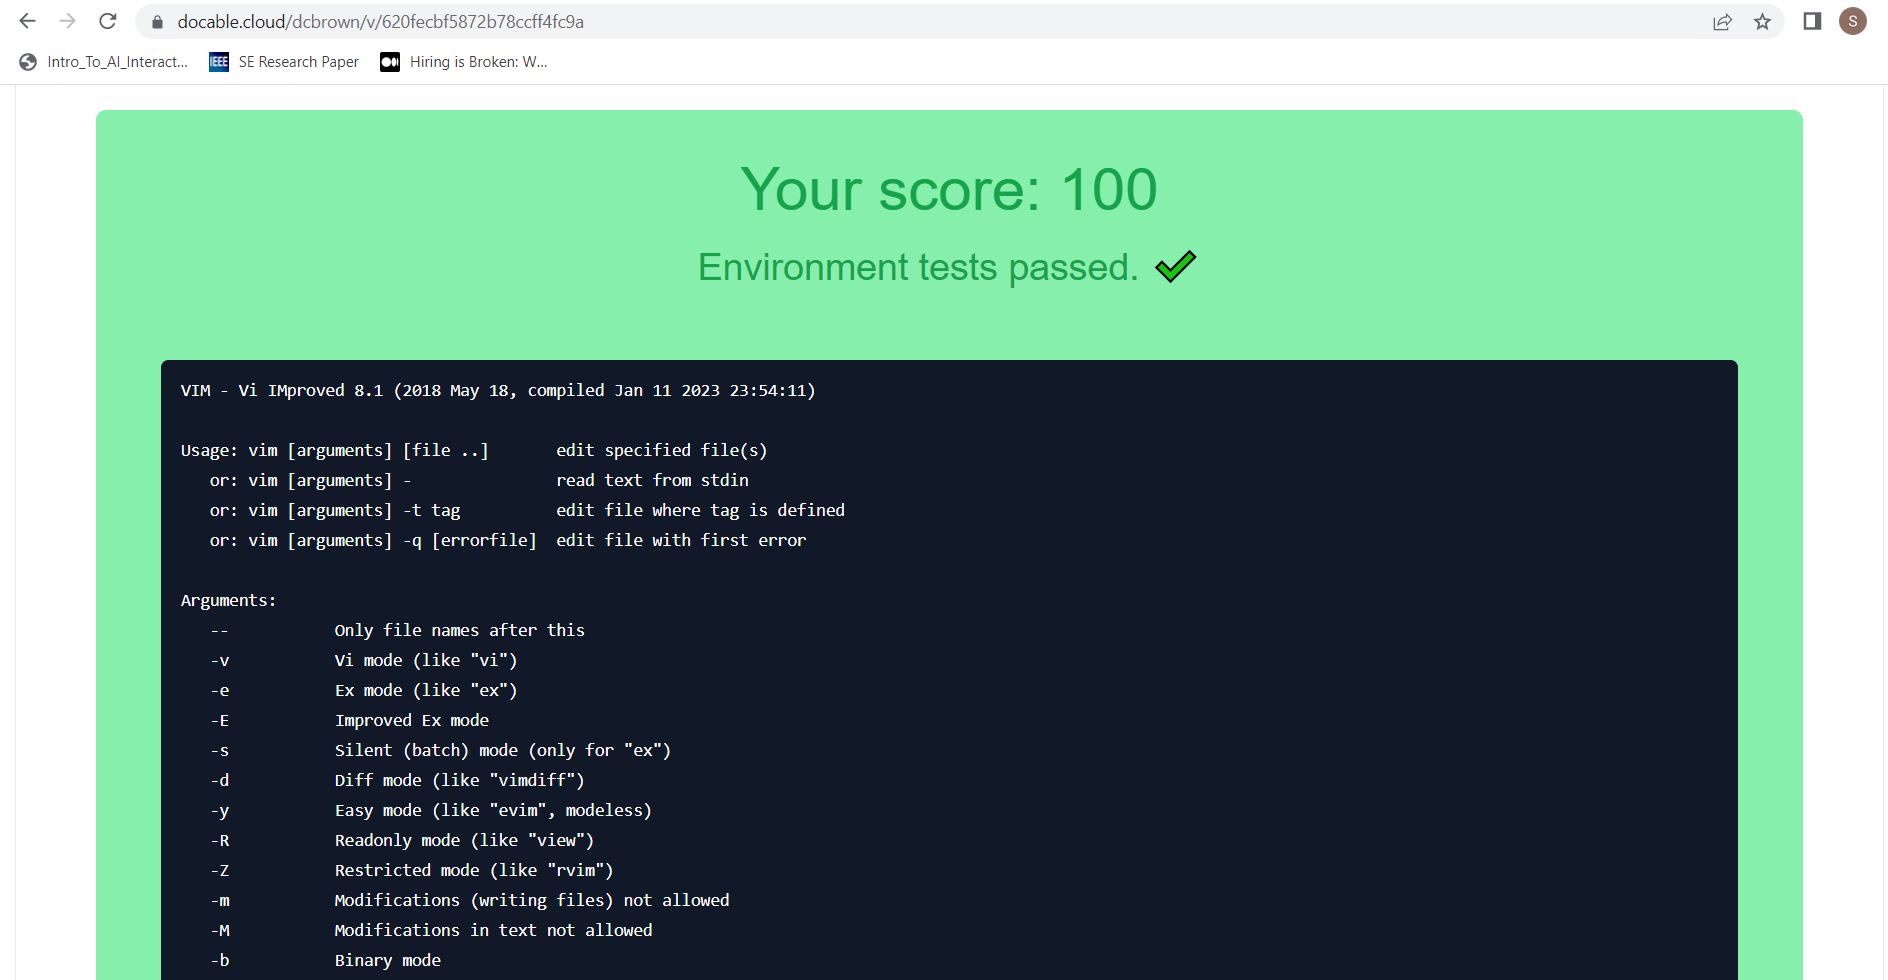 docable.cloud/dcbrown/v/620fecbf5872b78ccff4fc9a
S
Intro_To_AI_Interact... IEEE SE Research Paper Hiring is Broken: W...
Your score: 100
Environment tests passed.
VIM - Vi IMproved 8.1 (2018 May 18, compiled Jan 11 2023 23:54:11)
Usage: vim [arguments] [file ..]       edit specified file(s)
   or: vim [arguments] -               read text from stdin
   or: vim [arguments] -t tag          edit file where tag is defined
   or: vim [arguments] -q [errorfile]  edit file with first error
Arguments:
   --           Only file names after this
   -v           Vi mode (like "vi")
   -e           Ex mode (like "ex")
   -E           Improved Ex mode
   -s           Silent (batch) mode (only for "ex")
   -d           Diff mode (like "vimdiff")
   -y           Easy mode (like "evim", modeless)
   -R           Readonly mode (like "view")
   -Z           Restricted mode (like "rvim")
   -m           Modifications (writing files) not allowed
   -M           Modifications in text not allowed
   -b           Binary mode